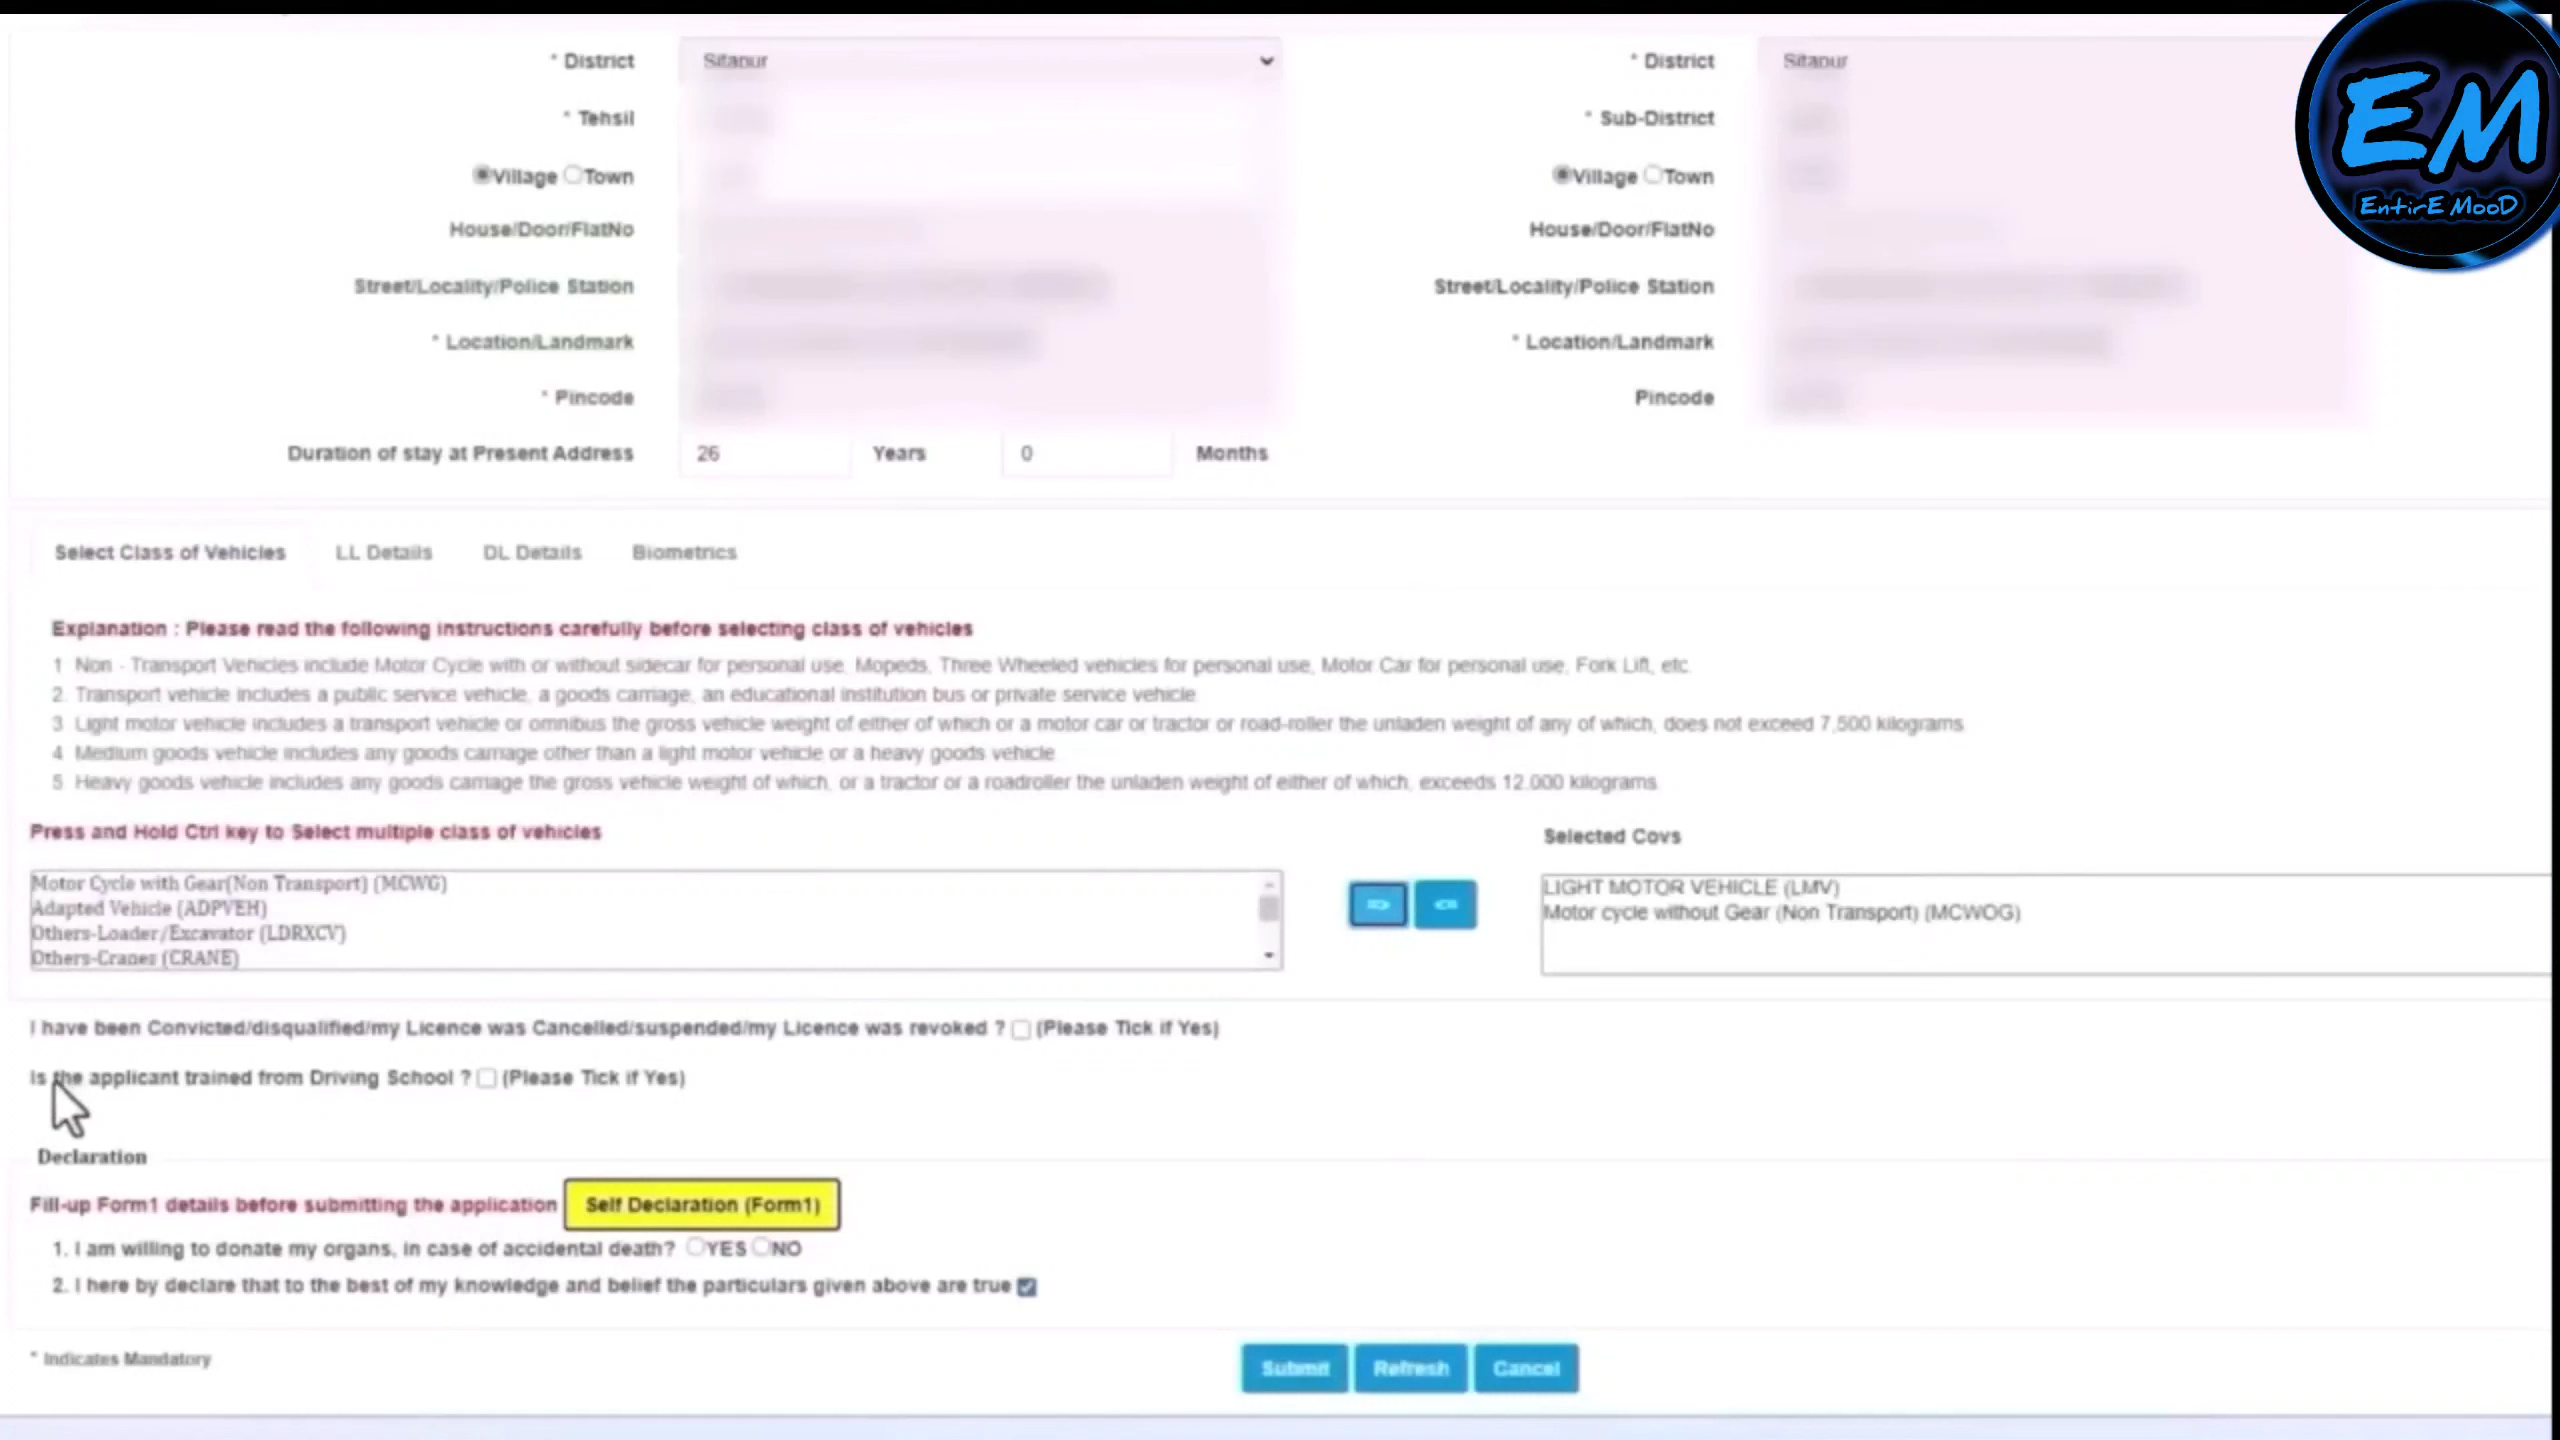 * District Sitapur * District Sitapur
* Tehsil * Sub-District
Village Town Village Town
House/Door/FlatNo House/Door/FlatNo
Street/Locality/Police Station Street/Locality/Police Station
* Location/Landmark * Location/Landmark
* Pincode Pincode
Duration of stay at Present Address 26 Years 0 Months
EM
EntirE MooD
Select Class of Vehicles LL Details DL Details Biometrics
Explanation : Please read the following instructions carefully before selecting class of vehicles
1 Non - Transport Vehicles include Motor Cycle with or without sidecar for personal use, Mopeds, Three Wheeled vehicles for personal use, Motor Car for personal use, Fork Lift, etc.
2. Transport vehicle includes a public service vehicle, a goods carriage, an educational institution bus or private service vehicle
3 Light motor vehicle includes a transport vehicle or omnibus the gross vehicle weight of either of which or a motor car or tractor or road-roller the unladen weight of any of which, does not exceed 7,500 kilograms
4 Medium goods vehicle includes any goods carriage other than a light motor vehicle or a heavy goods vehicle
5 Heavy goods vehicle includes any goods carriage the gross vehicle weight of which, or a tractor or a roadroller the unladen weight of either of which, exceeds 12,000 kilograms.
Press and Hold Ctrl key to Select multiple class of vehicles Selected Covs
Motor Cycle with Gear(Non Transport) (MCWG)
Adapted Vehicle (ADPVEH)
Others-Loader/Excavator (LDRXCV)
Others-Cranes (CRANE)
LIGHT MOTOR VEHICLE (LMV)
Motor cycle without Gear (Non Transport) (MCWOG)
I have been Convicted/disqualified/my Licence was Cancelled/suspended/my Licence was revoked ? (Please Tick if Yes)
Is the applicant trained from Driving School ? (Please Tick if Yes)
Declaration
Fill-up Form1 details before submitting the application Self Declaration (Form1)
1. I am willing to donate my organs, in case of accidental death? YES NO
2. I here by declare that to the best of my knowledge and belief the particulars given above are true
* Indicates Mandatory
Submit Refresh Cancel